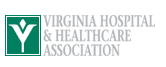 VIRGINIA HOSPITAL
& HEALTHCARE
ASSOCIATION